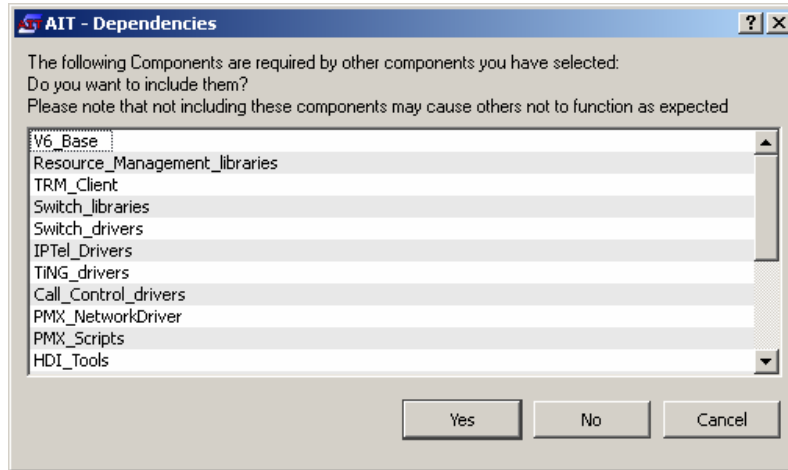 AIT AIT - Dependencies
The following Components are required by other components you have selected:
Do you want to include them?
Please note that not including these components may cause others not to function as expected
V6_Base
Resource_Management_libraries
TRM_Client
Switch_libraries
Switch_drivers
IPTel_Drivers
TiNG_drivers
Call_Control_drivers
PMX_NetworkDriver
PMX_Scripts
HDI_Tools
Yes No Cancel